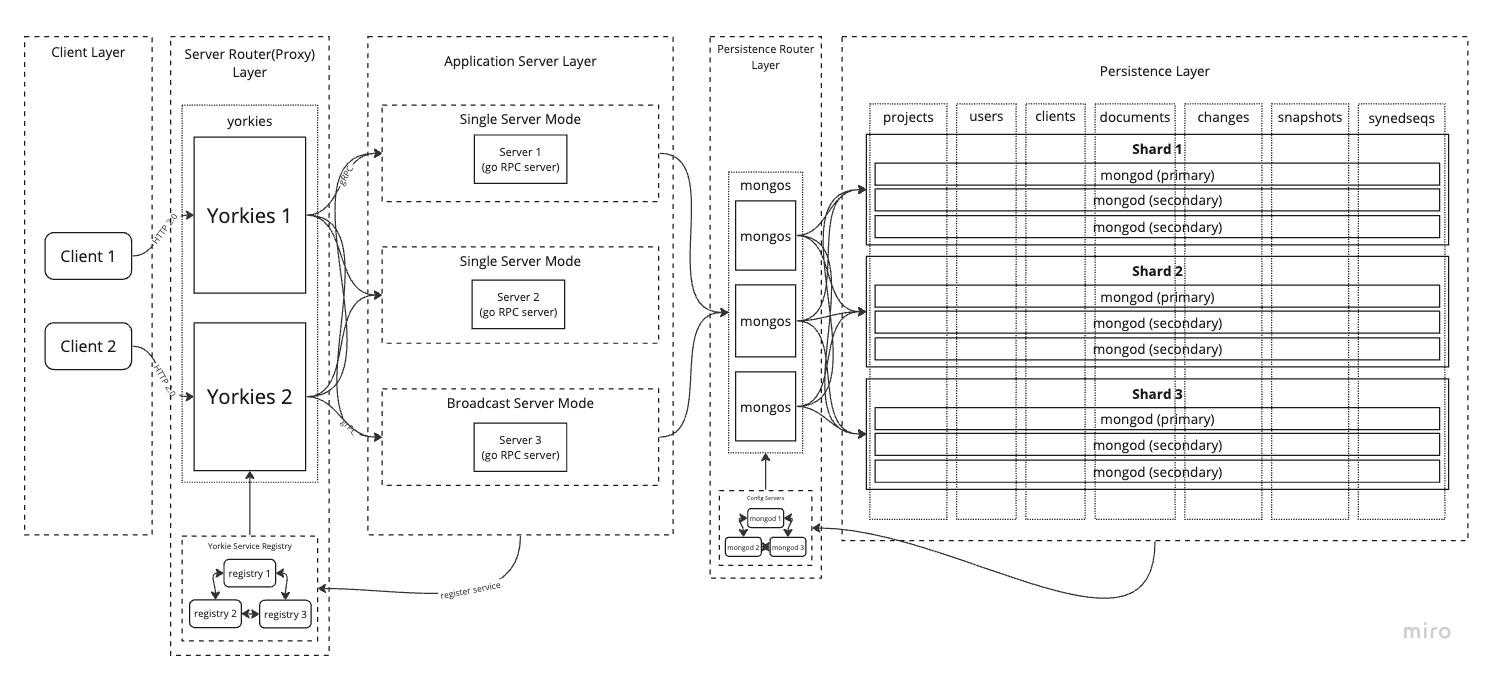 Client Layer
Client 1
Client 2
HTTP 2.0
HTTP 2.0
Server Router(Proxy)
Layer
yorkies
Yorkies 1
Yorkies 2
Yorkie Service Registry
registry 1
registry 2
registry 3
gRPC
grPC
Application Server Layer
Single Server Mode
Server 1
(go RPC server)
Single Server Mode
Server 2
(go RPC server)
Broadcast Server Mode
Server 3
(go RPC server)
register service
Persistence Router
Layer
mongos
mongos
mongos
mongos
Config Servers
mongod 1
mongod 2
mongod 3
Persistence Layer
projects
users
clients
documents
changes
snapshots
synedseqs
Shard 1
mongod (primary)
mongod (secondary)
mongod (secondary)
Shard 2
mongod (primary)
mongod (secondary)
mongod (secondary)
Shard 3
mongod (primary)
mongod (secondary)
mongod (secondary)
miro